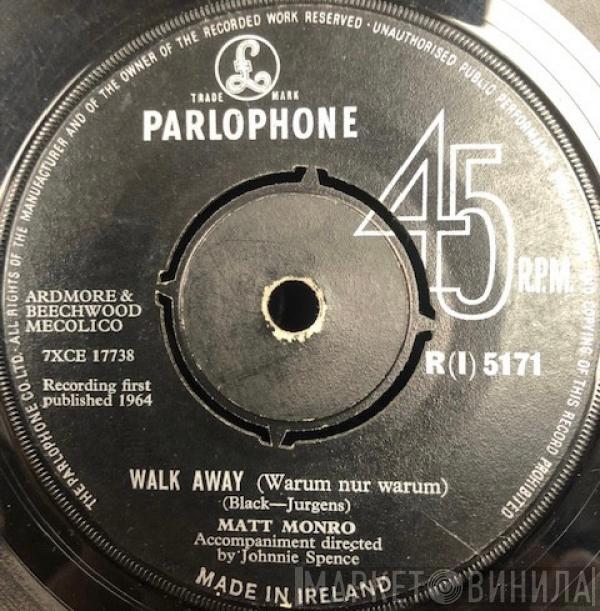 THE PARLOPHONE CO. LTD. · ALL RIGHTS OF THE MANUFACTURER AND OF THE OWNER OF THE RECORDED WORK RESERVED · UNAUTHORISED PUBLIC PERFORMANCE AND COPYING OF THIS RECORD PROHIBITED
£
TRADE MARK
PARLOPHONE
45
R.P.M.
ARDMORE &
BEECHWOOD
MECOLICO
7XCE 17738
R(I) 5171
Recording first
published 1964
WALK AWAY (Warum nur warum)
(Black—Jurgens)
MATT MONRO
Accompaniment directed
by Johnnie Spence
MADE IN IRELAND
МАРКЕТ ВИНИЛА